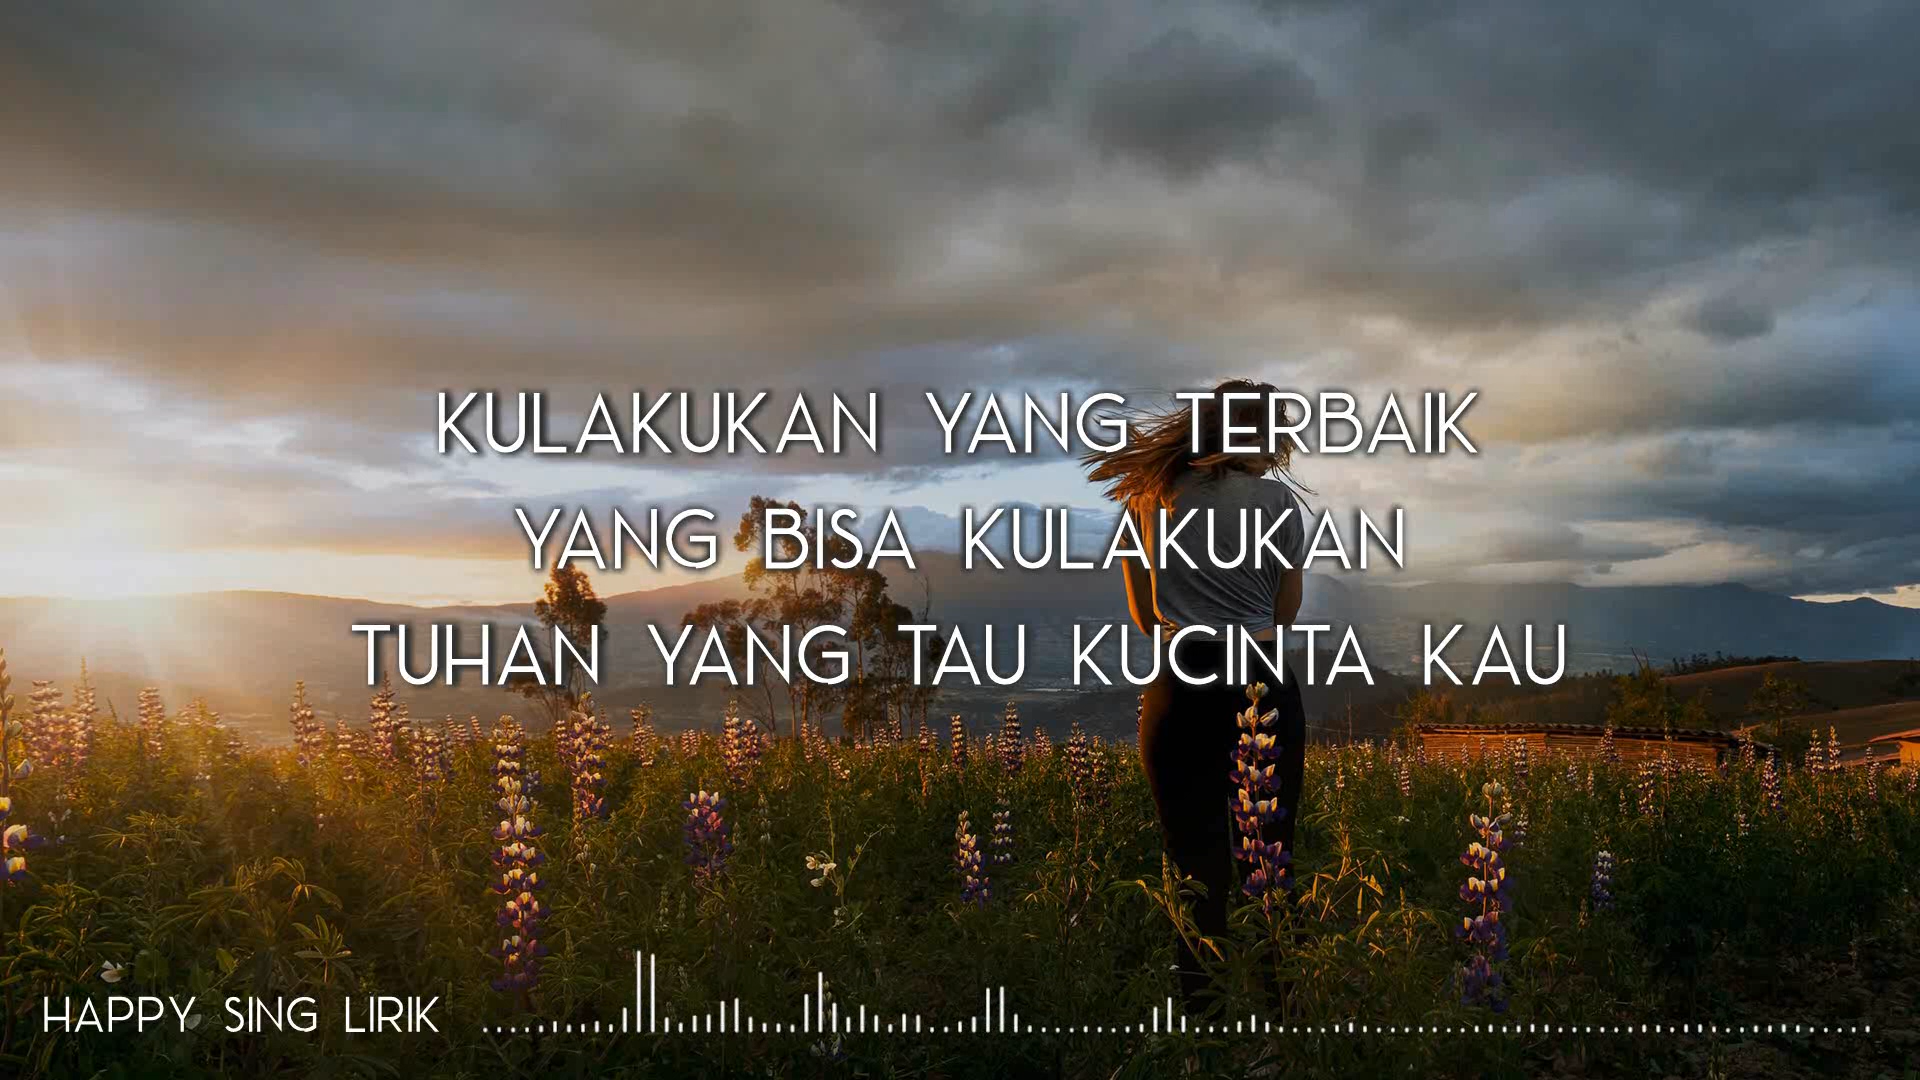 KULAKUKAN YANG TERBAIK
YANG BISA KULAKUKAN
TUHAN YANG TAU KUCINTA KAU
HAPPY SING LIRIK